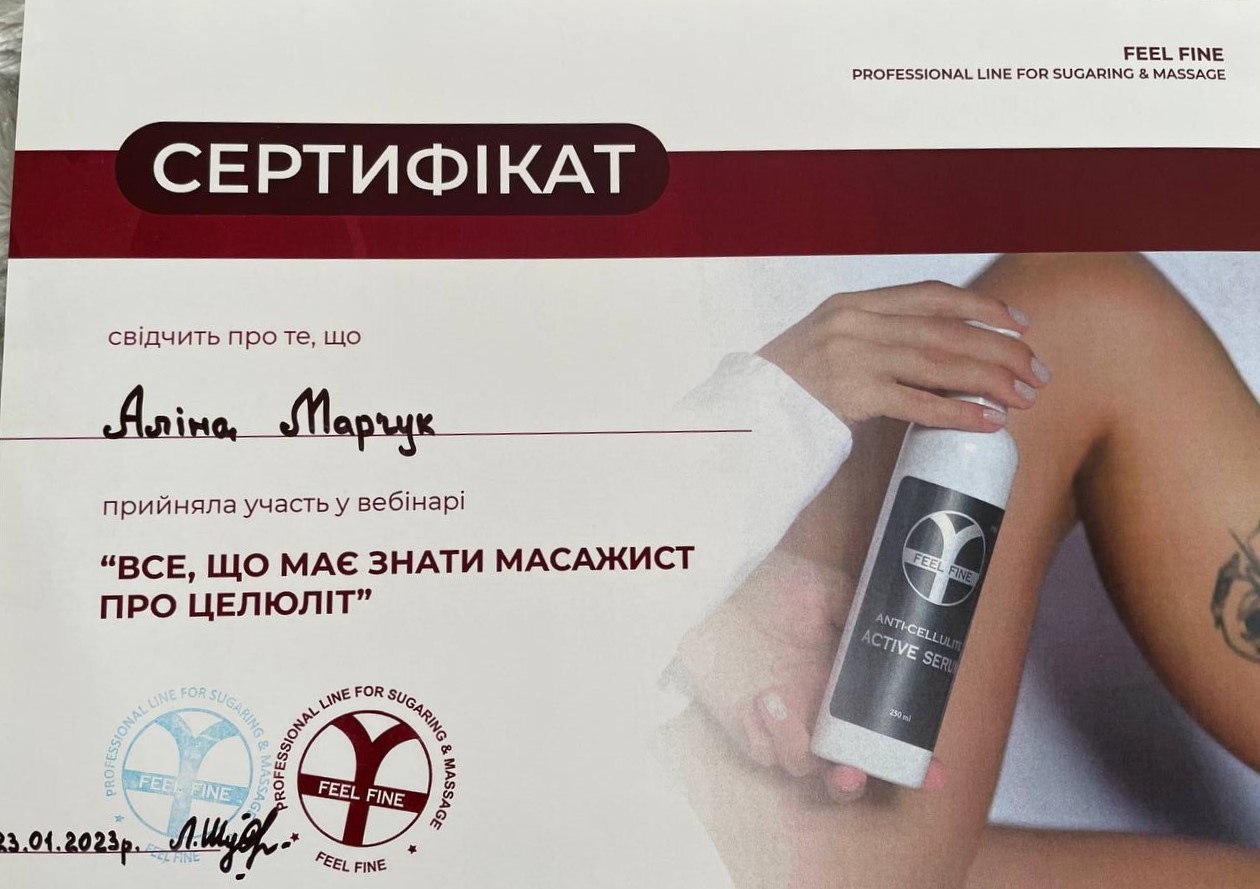 FEEL FINE
PROFESSIONAL LINE FOR SUGARING & MASSAGE
СЕРТИФІКАТ
свідчить про те, що
Аліна Марчук
прийняла участь у вебінарі
“ВСЕ, ЩО МАЄ ЗНАТИ МАСАЖИСТ
ПРО ЦЕЛЮЛІТ”
FEEL FINE
ANTI-CELLULITE
ACTIVE SERUM
250 ml
PROFESSIONAL LINE FOR SUGARING & MASSAGE
FEEL FINE
FEEL FINE
PROFESSIONAL LINE FOR SUGARING & MASSAGE
FEEL FINE
FEEL FINE
23.01.2023р.